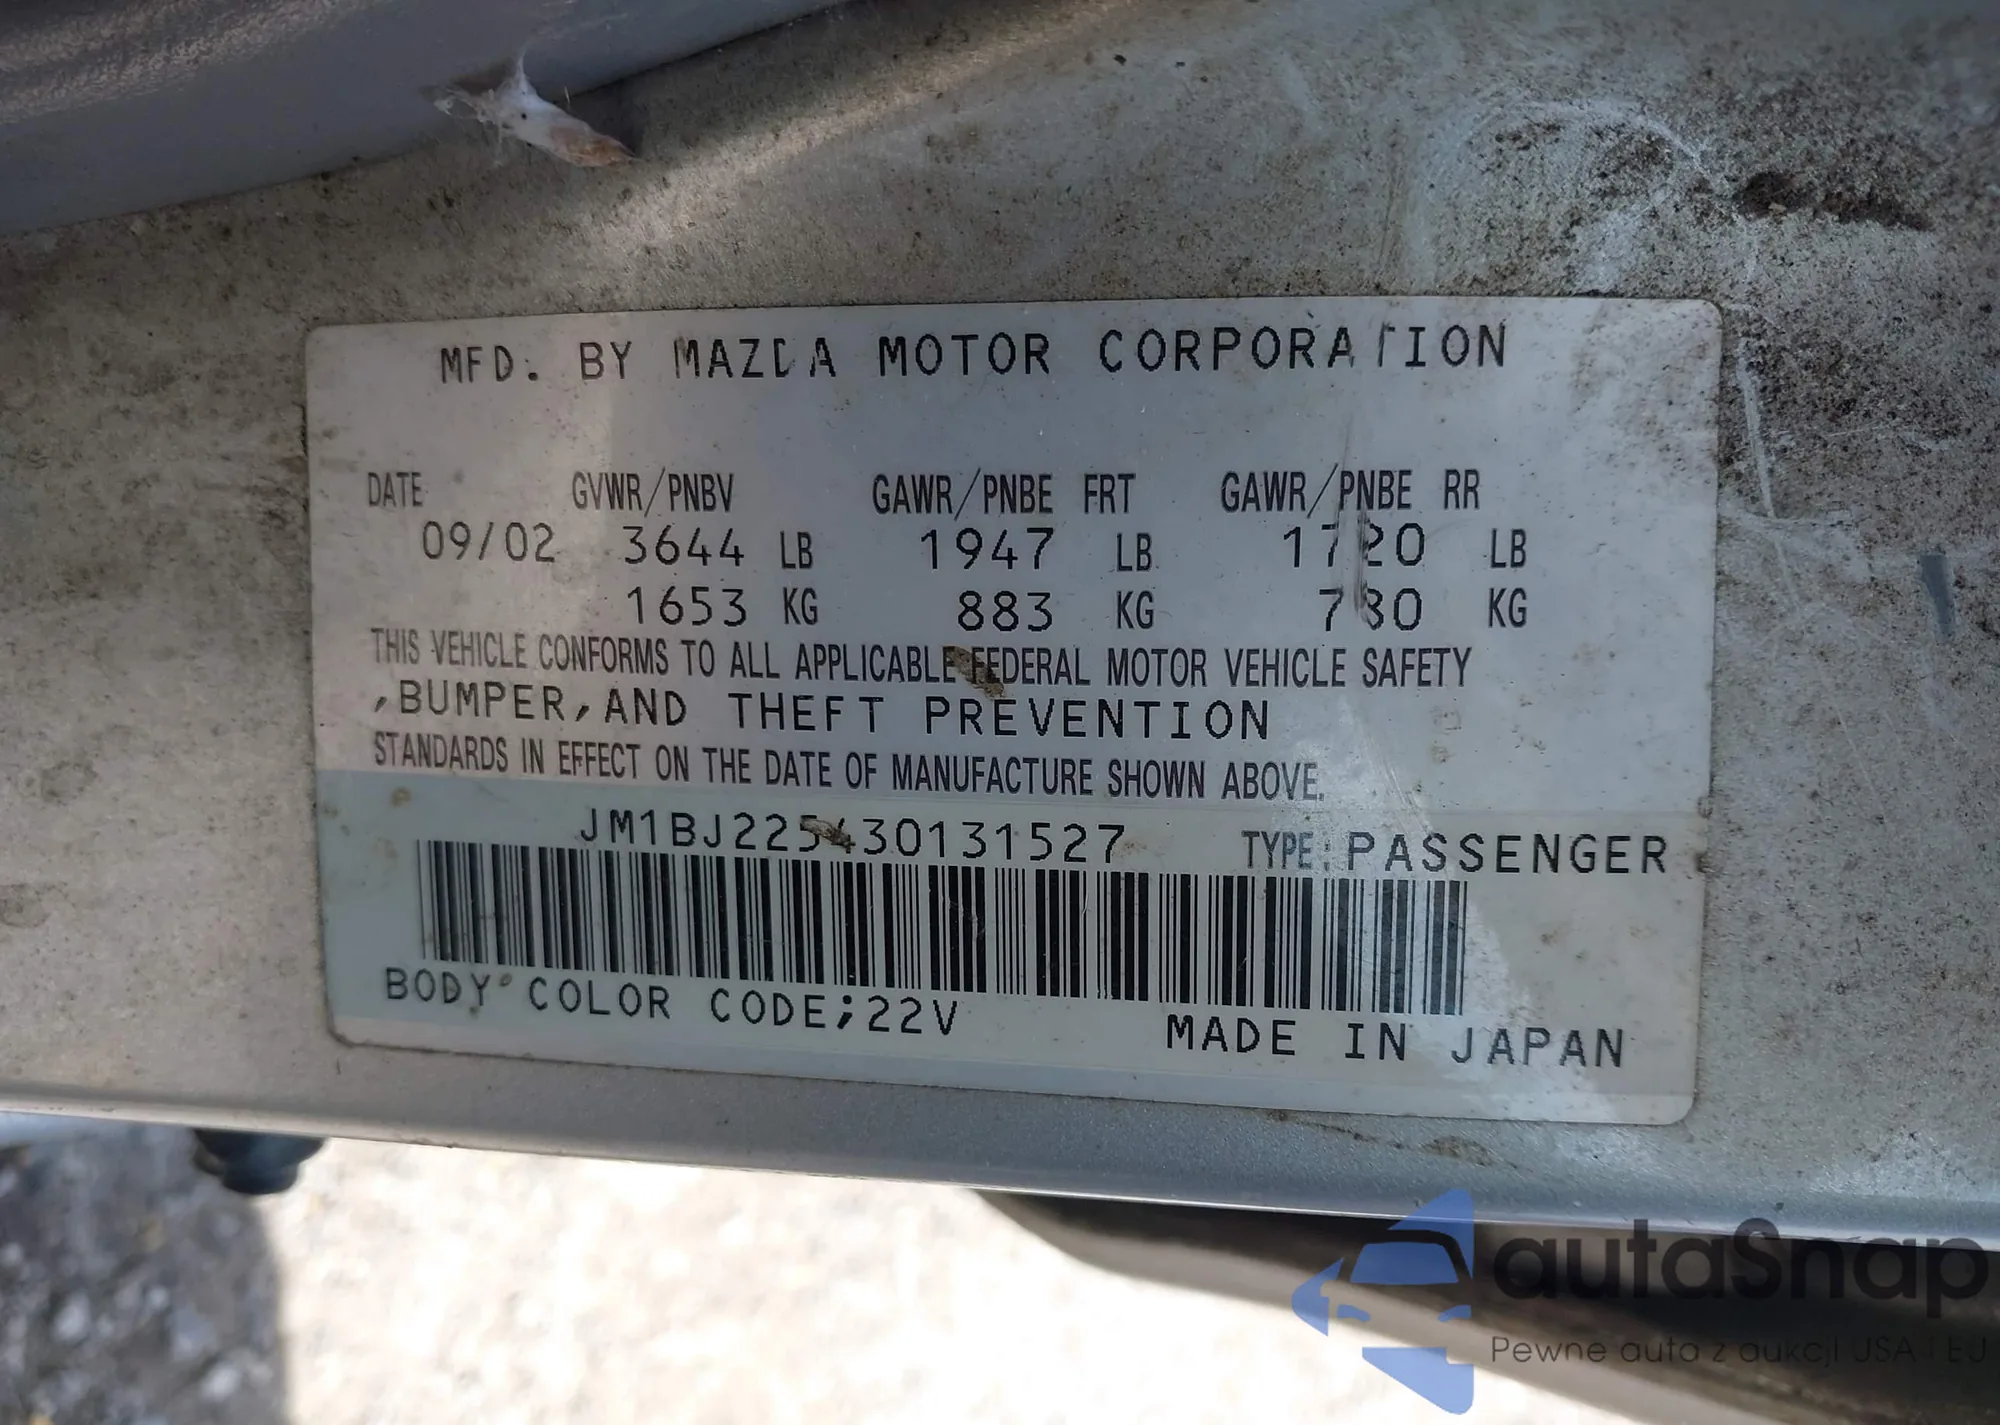 MFD. BY MAZDA MOTOR CORPORATION
DATE GVWR/PNBV GAWR/PNBE FRT GAWR/PNBE RR
09/02 3644 LB 1947 LB 1720 LB
1653 KG 883 KG 780 KG
THIS VEHICLE CONFORMS TO ALL APPLICABLE FEDERAL MOTOR VEHICLE SAFETY
,BUMPER,AND THEFT PREVENTION
STANDARDS IN EFFECT ON THE DATE OF MANUFACTURE SHOWN ABOVE.
JM1BJ225430131527 TYPE:PASSENGER
BODY COLOR CODE;22V
MADE IN JAPAN
autaSnap
Pewne auta z aukcji USA i EU